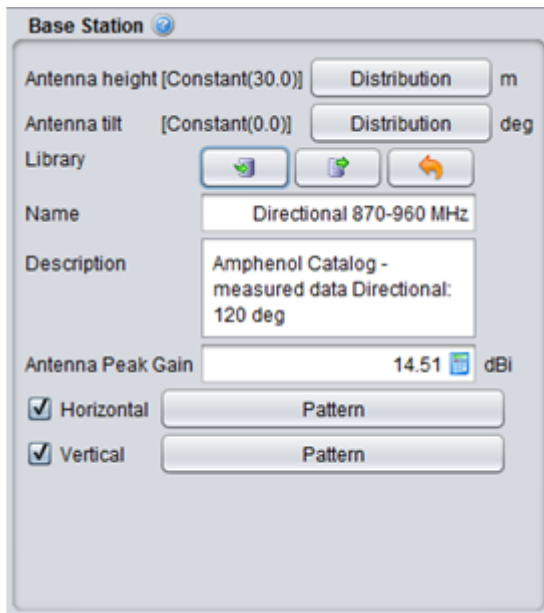 Base Station
Antenna height [Constant(30.0)] Distribution m
Antenna tilt [Constant(0.0)] Distribution deg
Library
Name Directional 870-960 MHz
Description Amphenol Catalog -
measured data Directional:
120 deg
Antenna Peak Gain 14.51 dBi
Horizontal Pattern
Vertical Pattern